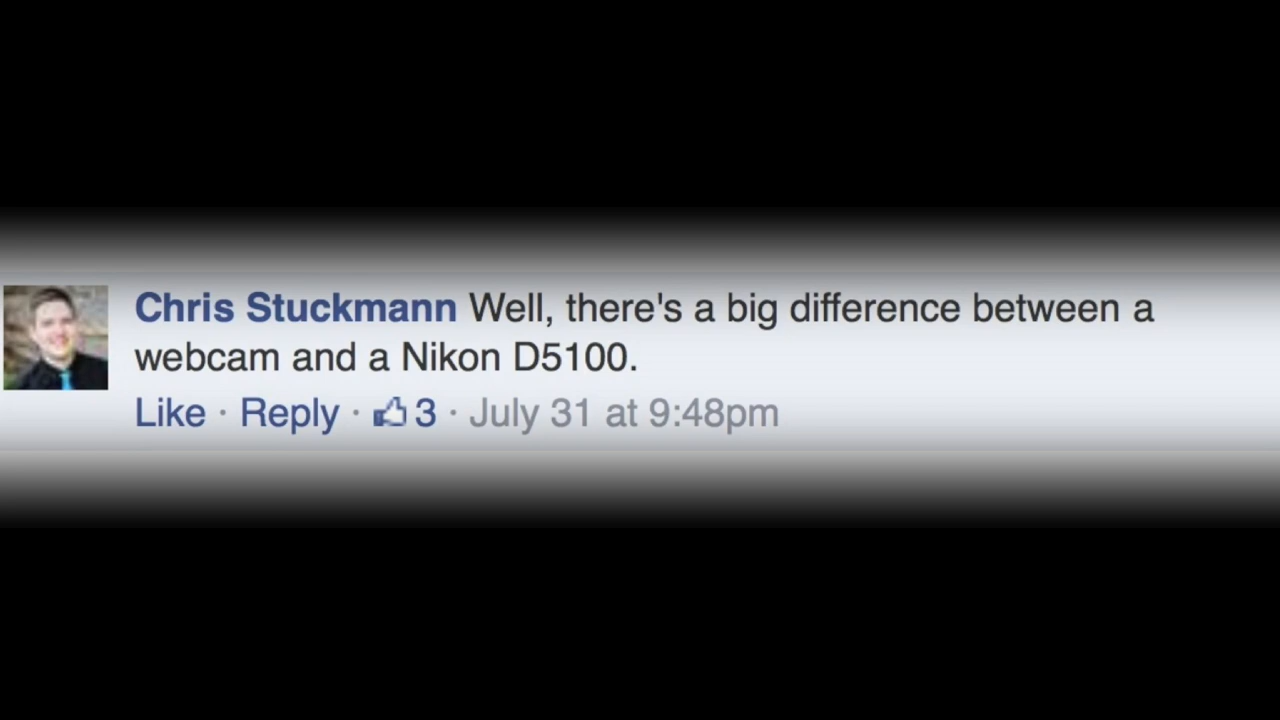 Chris Stuckmann Well, there's a big difference between a
webcam and a Nikon D5100.
Like · Reply · 3 · July 31 at 9:48pm